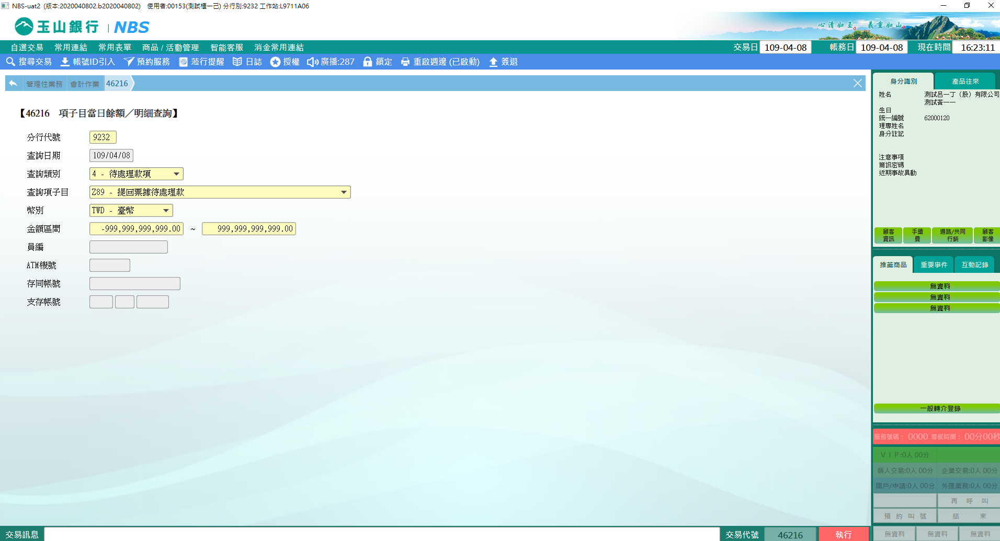 NBS-uat2 (版本:2020040802.b2020040802) 使用者:00153(測試櫃一己) 分行別:9232 工作站:L9711A06
玉山銀行 | NBS
心清如玉。義重如山。
自選交易 常用連結 常用表單 商品 / 活動管理 智能客服 消金常用連結 交易日 109-04-08 帳務日 109-04-08 現在時間 16:23:11
搜尋交易 帳號ID引入 預約服務 蒞行提醒 日誌 授權 廣播:287 鎖定 重啟週邊 (已啟動) 簽退
管理性業務 會計作業 46216
【46216 項子目當日餘額／明細查詢】
分行代號 9232
查詢日期 109/04/08
查詢類別 4 - 待處理款項
查詢項子目 Z89 - 提回票據待處理款
幣別 TWD - 臺幣
金額區間 -999,999,999,999.00 ~ 999,999,999,999.00
員編
ATM機號
存同帳號
支存帳號
身分識別 產品往來
姓名 測試呂一丁（股）有限公司
測試黃一一
生日
統一編號 62000120
理專姓名
身分註記
注意事項
簡訊密碼
近期事故異動
顧客資訊 手續費 通路/共同行銷 顧客影像
推薦商品 重要事件 互動記錄
無資料
無資料
無資料
一般轉介登錄
服務號碼： 0000 等候時間： 00分00秒
ＶＩＰ:0人 00分
個人交易:0人 00分 企業交易:0人 00分
開戶/申請:0人 00分 外匯業務:0人 00分
再 呼 叫
預 約 叫 號 結 束
無資料 無資料 無資料
交易訊息 交易代號 46216 執行